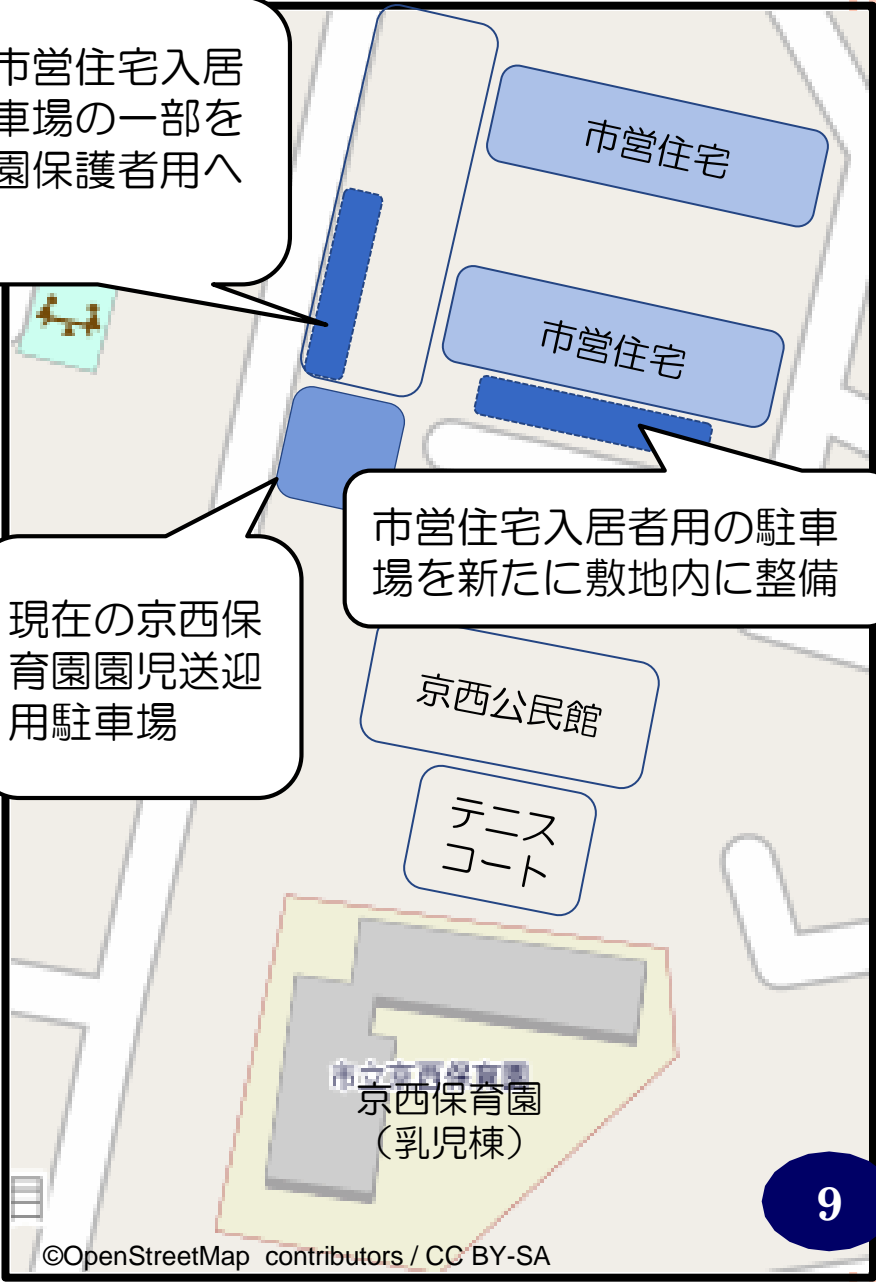 市営住宅入居
車場の一部を
園保護者用へ
市営住宅
市営住宅
市営住宅入居者用の駐車
場を新たに敷地内に整備
現在の京西保
育園園児送迎
用駐車場
京西公民館
テニス
コート
市立京西保育園
京西保育園
（乳児棟）
9
©OpenStreetMap contributors / CC BY-SA